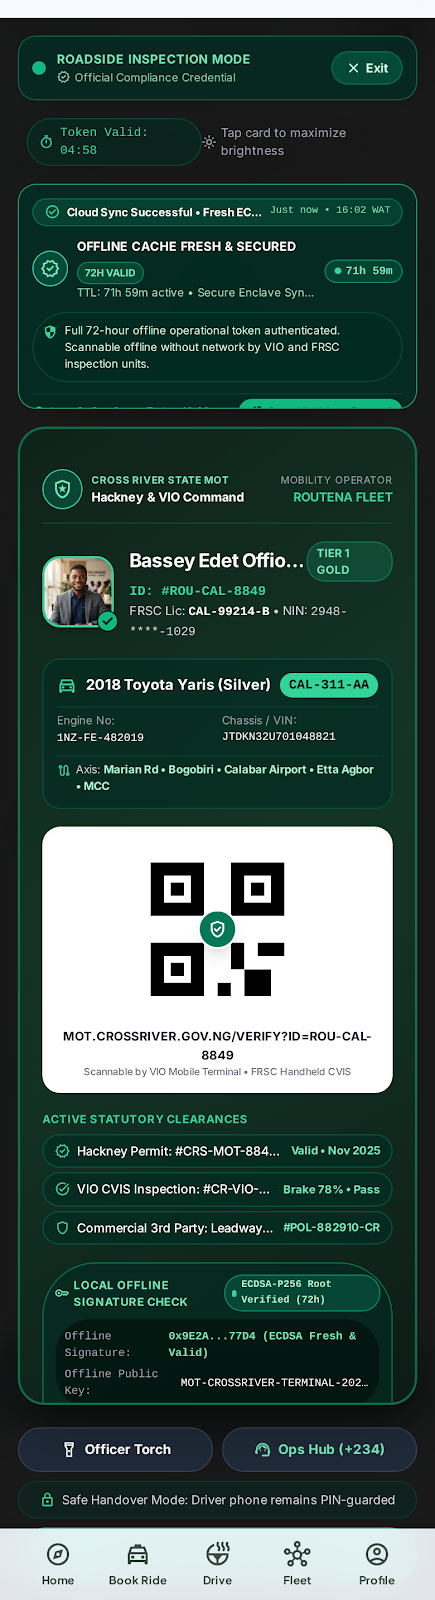 ROADSIDE INSPECTION MODE
Official Compliance Credential
Exit
Token Valid:
04:58
Tap card to maximize
brightness
Cloud Sync Successful • Fresh EC... Just now • 16:02 WAT
OFFLINE CACHE FRESH & SECURED
72H VALID
71h 59m
TTL: 71h 59m active • Secure Enclave Syn...
Full 72-hour offline operational token authenticated.
Scannable offline without network by VIO and FRSC
inspection units.
CROSS RIVER STATE MOT
Hackney & VIO Command
MOBILITY OPERATOR
ROUTENA FLEET
Bassey Edet Offio...
TIER 1
GOLD
ID: #ROU-CAL-8849
FRSC Lic: CAL-99214-B • NIN: 2948-
****-1029
2018 Toyota Yaris (Silver)
CAL-311-AA
Engine No:
1NZ-FE-482019
Chassis / VIN:
JTDKN32U701048821
Axis: Marian Rd • Bogobiri • Calabar Airport • Etta Agbor
• MCC
MOT.CROSSRIVER.GOV.NG/VERIFY?ID=ROU-CAL-
8849
Scannable by VIO Mobile Terminal • FRSC Handheld CVIS
ACTIVE STATUTORY CLEARANCES
Hackney Permit: #CRS-MOT-884... Valid • Nov 2025
VIO CVIS Inspection: #CR-VIO-... Brake 78% • Pass
Commercial 3rd Party: Leadway... #POL-882910-CR
LOCAL OFFLINE
SIGNATURE CHECK
ECDSA-P256 Root
Verified (72h)
Offline
Signature:
0x9E2A...77D4 (ECDSA Fresh &
Valid)
Offline Public
Key:
MOT-CROSSRIVER-TERMINAL-202...
Officer Torch
Ops Hub (+234)
Safe Handover Mode: Driver phone remains PIN-guarded
Home
Book Ride
Drive
Fleet
Profile